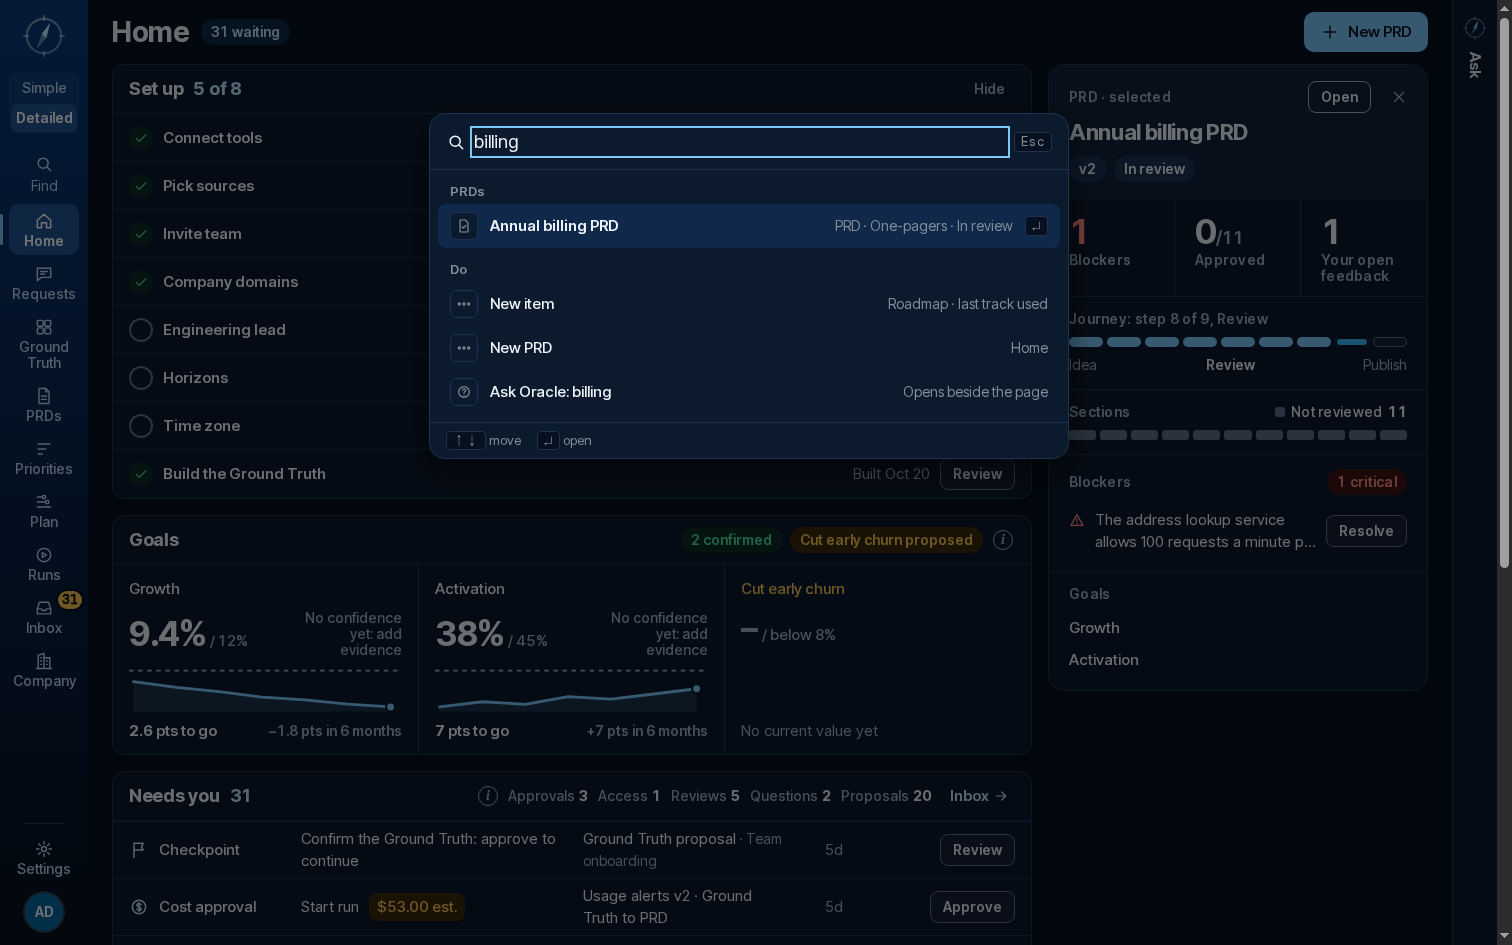 Simple
Detailed
Find
Home
Requests
Ground
Truth
PRDs
Priorities
Plan
Runs
31
Inbox
Company
Settings
AD
Home
31 waiting
New PRD
Set up 5 of 8
Hide
Connect tools
Pick sources
Invite team
Company domains
Engineering lead
Horizons
Time zone
Build the Ground Truth
Built Oct 20
Review
billing
Esc
PRDs
Annual billing PRD
PRD · One-pagers · In review
Do
New item
Roadmap · last track used
New PRD
Home
Ask Oracle: billing
Opens beside the page
↑ ↓ move
↵ open
Goals
2 confirmed
Cut early churn proposed
i
Growth
9.4% / 12%
No confidence
yet: add
evidence
2.6 pts to go
−1.8 pts in 6 months
Activation
38% / 45%
No confidence
yet: add
evidence
7 pts to go
+7 pts in 6 months
Cut early churn
– / below 8%
No current value yet
Needs you 31
i
Approvals 3
Access 1
Reviews 5
Questions 2
Proposals 20
Inbox →
Checkpoint
Confirm the Ground Truth: approve to
continue
Ground Truth proposal · Team
onboarding
5d
Review
Cost approval
Start run
$53.00 est.
Usage alerts v2 · Ground
Truth to PRD
5d
Approve
PRD · selected
Open
Annual billing PRD
v2
In review
1
Blockers
0/11
Approved
1
Your open
feedback
Journey: step 8 of 9, Review
Idea
Review
Publish
Sections
Not reviewed 11
Blockers
1 critical
The address lookup service
allows 100 requests a minute p...
Resolve
Goals
Growth
Activation
Ask